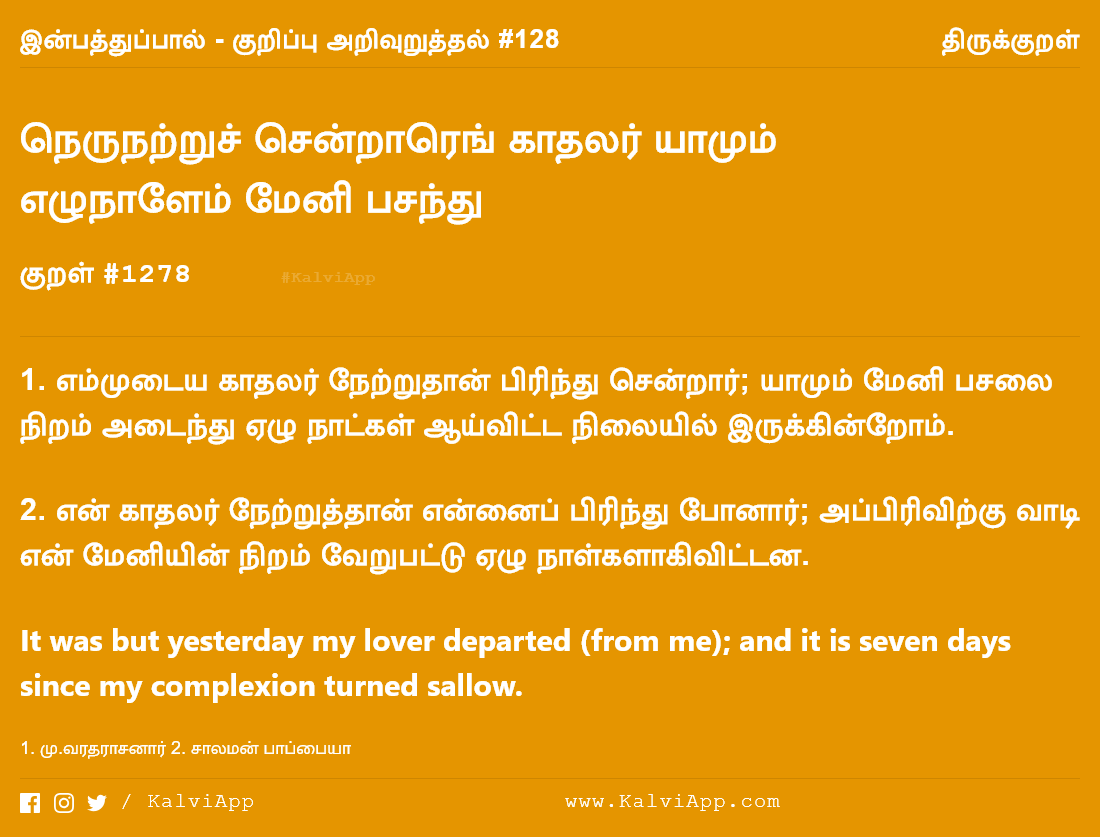 இன்பத்துப்பால் - குறிப்பு அறிவுறுத்தல் #128
திருக்குறள்
நெருநற்றுச் சென்றாரெங் காதலர் யாமும்
எழுநாளேம் மேனி பசந்து
குறள் #1278
#KalviApp
1. எம்முடைய காதலர் நேற்றுதான் பிரிந்து சென்றார்; யாமும் மேனி பசலை
நிறம் அடைந்து ஏழு நாட்கள் ஆய்விட்ட நிலையில் இருக்கின்றோம்.
2. என் காதலர் நேற்றுத்தான் என்னைப் பிரிந்து போனார்; அப்பிரிவிற்கு வாடி
என் மேனியின் நிறம் வேறுபட்டு ஏழு நாள்களாகிவிட்டன.
It was but yesterday my lover departed (from me); and it is seven days
since my complexion turned sallow.
1. மு.வரதராசனார் 2. சாலமன் பாப்பையா
/ KalviApp
www.KalviApp.com